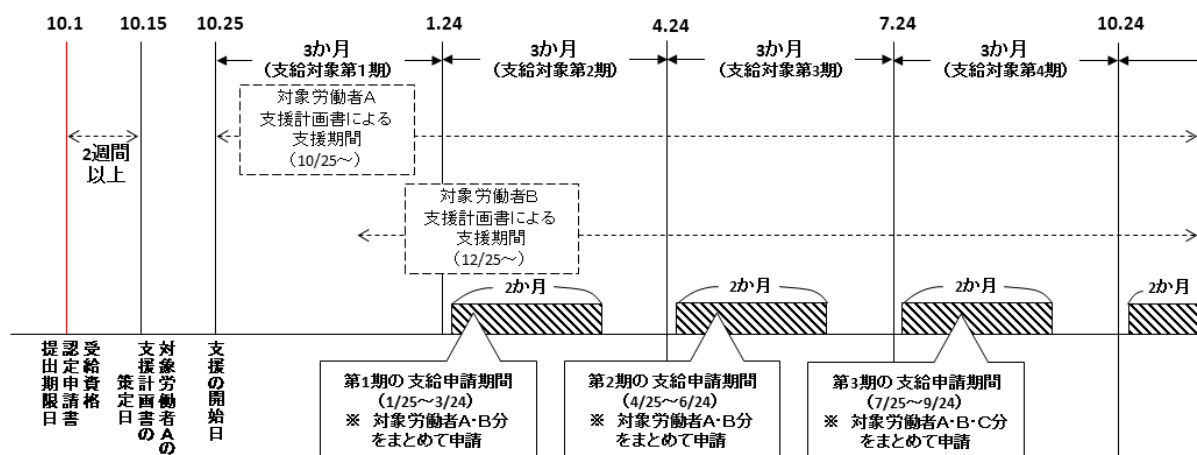 10.1
10.15
10.25
1.24
4.24
7.24
10.24
3か月
(支給対象第1期)
3か月
(支給対象第2期)
3か月
(支給対象第3期)
3か月
(支給対象第4期)
2週間
以上
対象労働者A
支援計画書による
支援期間
(10/25～)
対象労働者B
支援計画書による
支援期間
(12/25～)
2か月
2か月
2か月
2か月
受給資格
認定申請書
提出期限日
対象労働者Aの
支援計画書の
策定日
支援の開始日
第1期の支給申請期間
(1/25～3/24)
※ 対象労働者A・B分
をまとめて申請
第2期の支給申請期間
(4/25～6/24)
※ 対象労働者A・B分
をまとめて申請
第3期の支給申請期間
(7/25～9/24)
※ 対象労働者A・B・C分
をまとめて申請